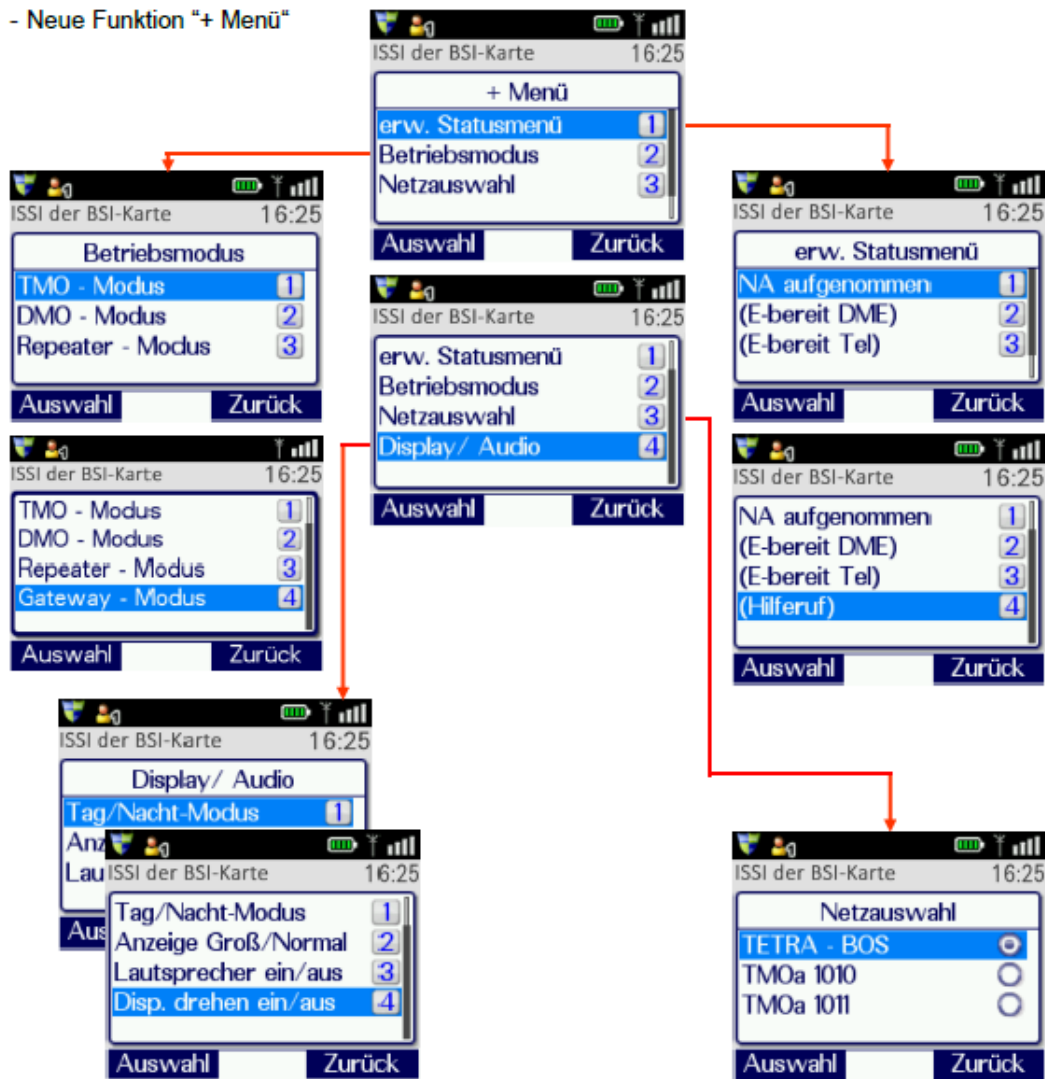 - Neue Funktion “+ Menü“
ISSI der BSI-Karte 16:25
+ Menü
erw. Statusmenü 1
Betriebsmodus 2
Netzauswahl 3
Auswahl Zurück
ISSI der BSI-Karte 16:25
Betriebsmodus
TMO - Modus 1
DMO - Modus 2
Repeater - Modus 3
Auswahl Zurück
ISSI der BSI-Karte 16:25
erw. Statusmenü
NA aufgenommen 1
(E-bereit DME) 2
(E-bereit Tel) 3
Auswahl Zurück
ISSI der BSI-Karte 16:25
erw. Statusmenü 1
Betriebsmodus 2
Netzauswahl 3
Display/ Audio 4
Auswahl Zurück
ISSI der BSI-Karte 16:25
TMO - Modus 1
DMO - Modus 2
Repeater - Modus 3
Gateway - Modus 4
Auswahl Zurück
ISSI der BSI-Karte 16:25
NA aufgenommen 1
(E-bereit DME) 2
(E-bereit Tel) 3
(Hilferuf) 4
Auswahl Zurück
ISSI der BSI-Karte 16:25
Display/ Audio
Tag/Nacht-Modus 1
Anz
Lau
Aus
ISSI der BSI-Karte 16:25
Tag/Nacht-Modus 1
Anzeige Groß/Normal 2
Lautsprecher ein/aus 3
Disp. drehen ein/aus 4
Auswahl Zurück
ISSI der BSI-Karte 16:25
Netzauswahl
TETRA - BOS
TMOa 1010
TMOa 1011
Auswahl Zurück